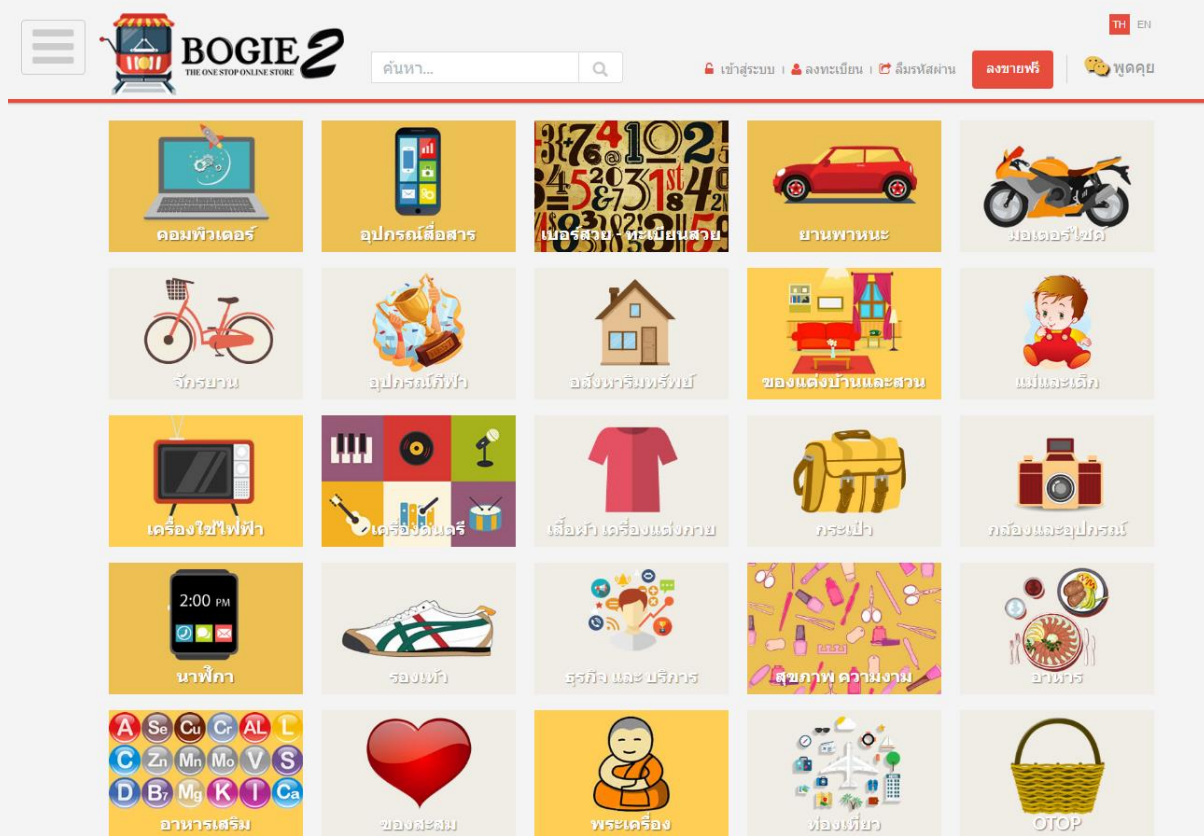 TH EN
BOGIE 2
THE ONE STOP ONLINE STORE
ค้นหา...
เข้าสู่ระบบ | ลงทะเบียน | ลืมรหัสผ่าน
ลงขายฟรี
พูดคุย
คอมพิวเตอร์
อุปกรณ์สื่อสาร
เบอร์สวย - ทะเบียนสวย
ยานพาหนะ
มอเตอร์ไซค์
จักรยาน
อุปกรณ์กีฬา
อสังหาริมทรัพย์
ของแต่งบ้านและสวน
แม่และเด็ก
เครื่องใช้ไฟฟ้า
เครื่องดนตรี
เสื้อผ้า เครื่องแต่งกาย
กระเป๋า
กล้องและอุปกรณ์
2:00 PM
นาฬิกา
รองเท้า
ธุรกิจ และ บริการ
สุขภาพ ความงาม
อาหาร
A Se Cu Cr AL L
C Zn Mn Mo V S
D B7 Mg K I Ca
อาหารเสริม
ของสะสม
พระเครื่อง
ท่องเที่ยว
OTOP